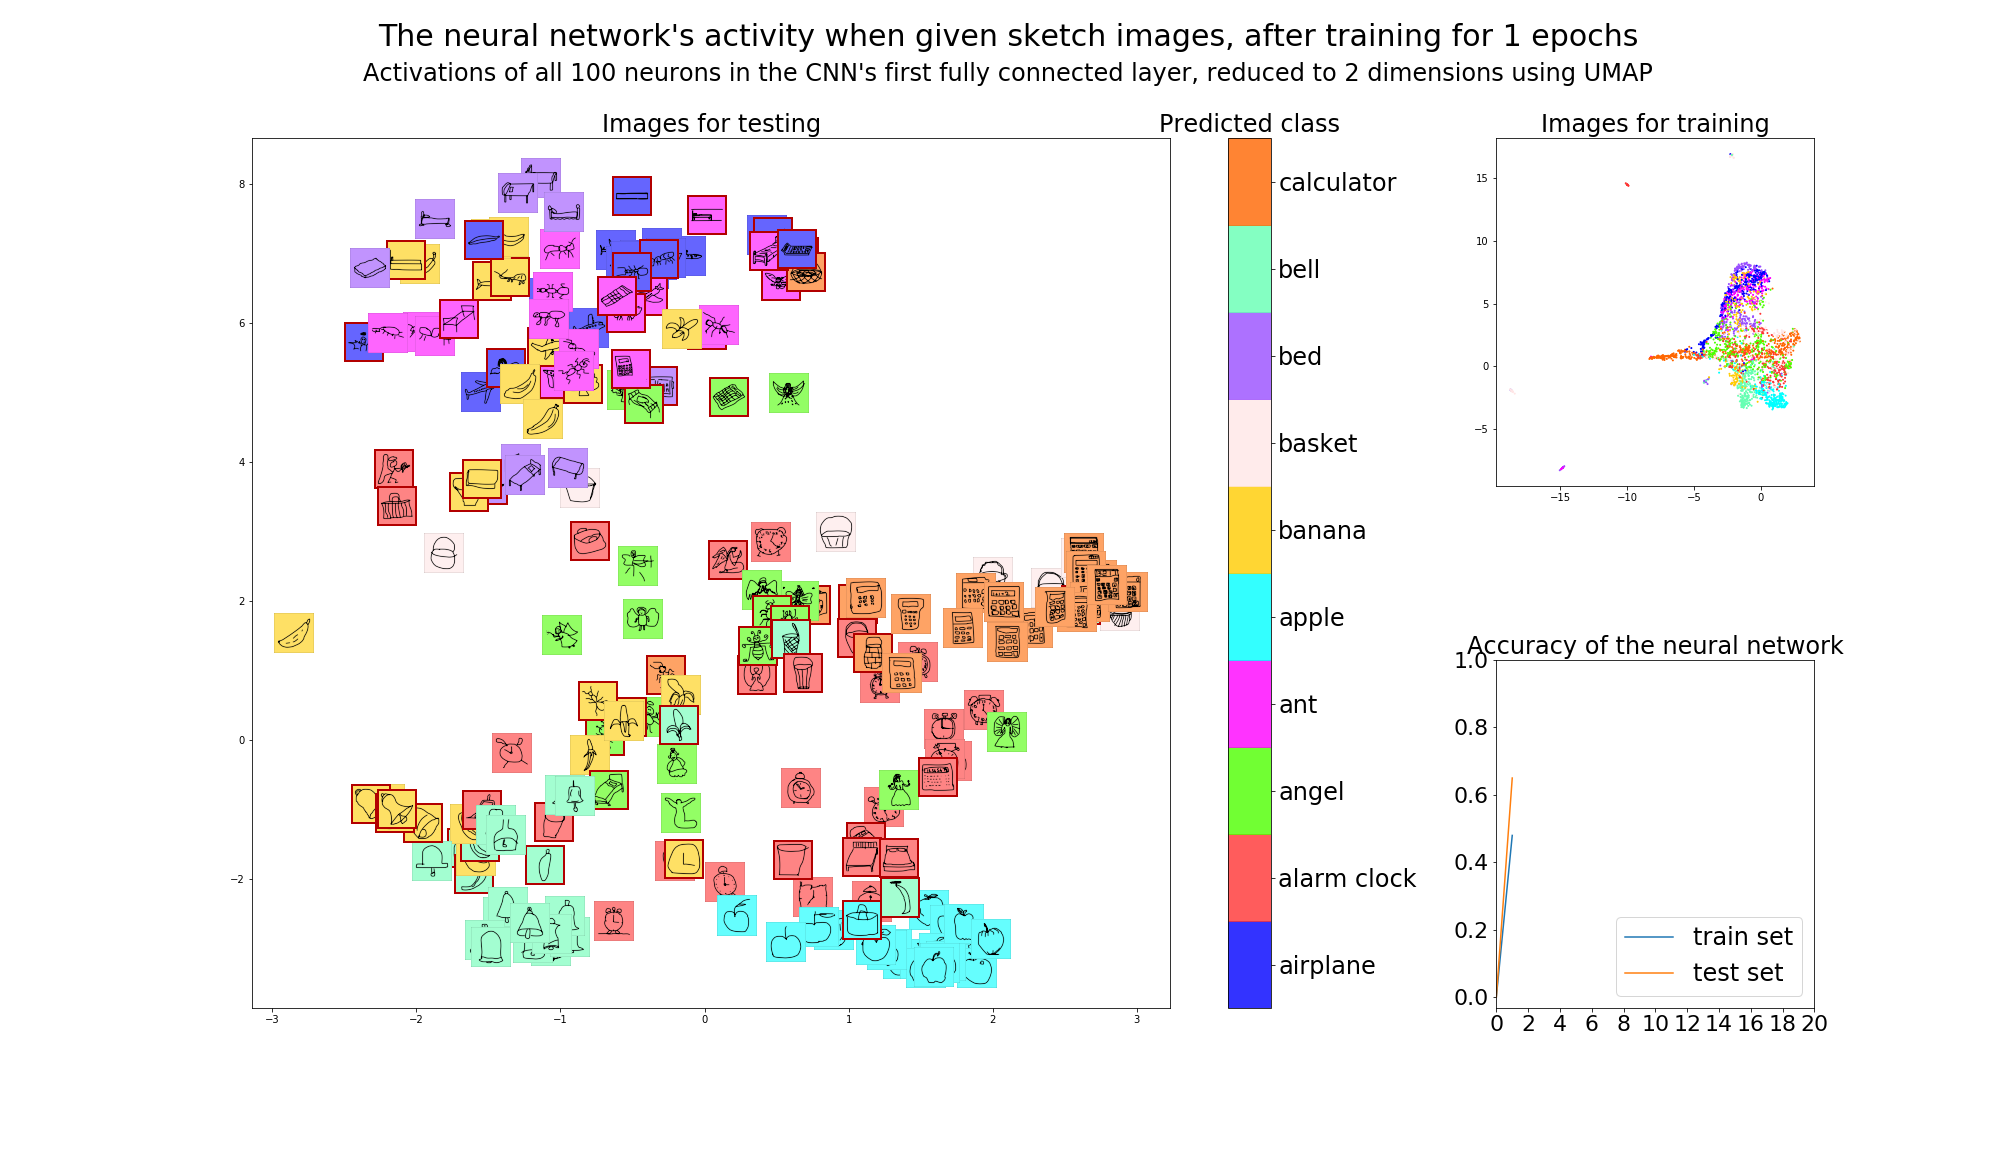 The neural network's activity when given sketch images, after training for 1 epochs
Activations of all 100 neurons in the CNN's first fully connected layer, reduced to 2 dimensions using UMAP
Images for testing
8
6
4
2
0
−2
−3
−2
−1
0
1
2
3
Predicted class
calculator
bell
bed
basket
banana
apple
ant
angel
alarm clock
airplane
Images for training
15
10
5
0
−5
−15
−10
−5
0
Accuracy of the neural network
1.0
0.8
0.6
0.4
0.2
0.0
train set
test set
0 2 4 6 8 10 12 14 16 18 20